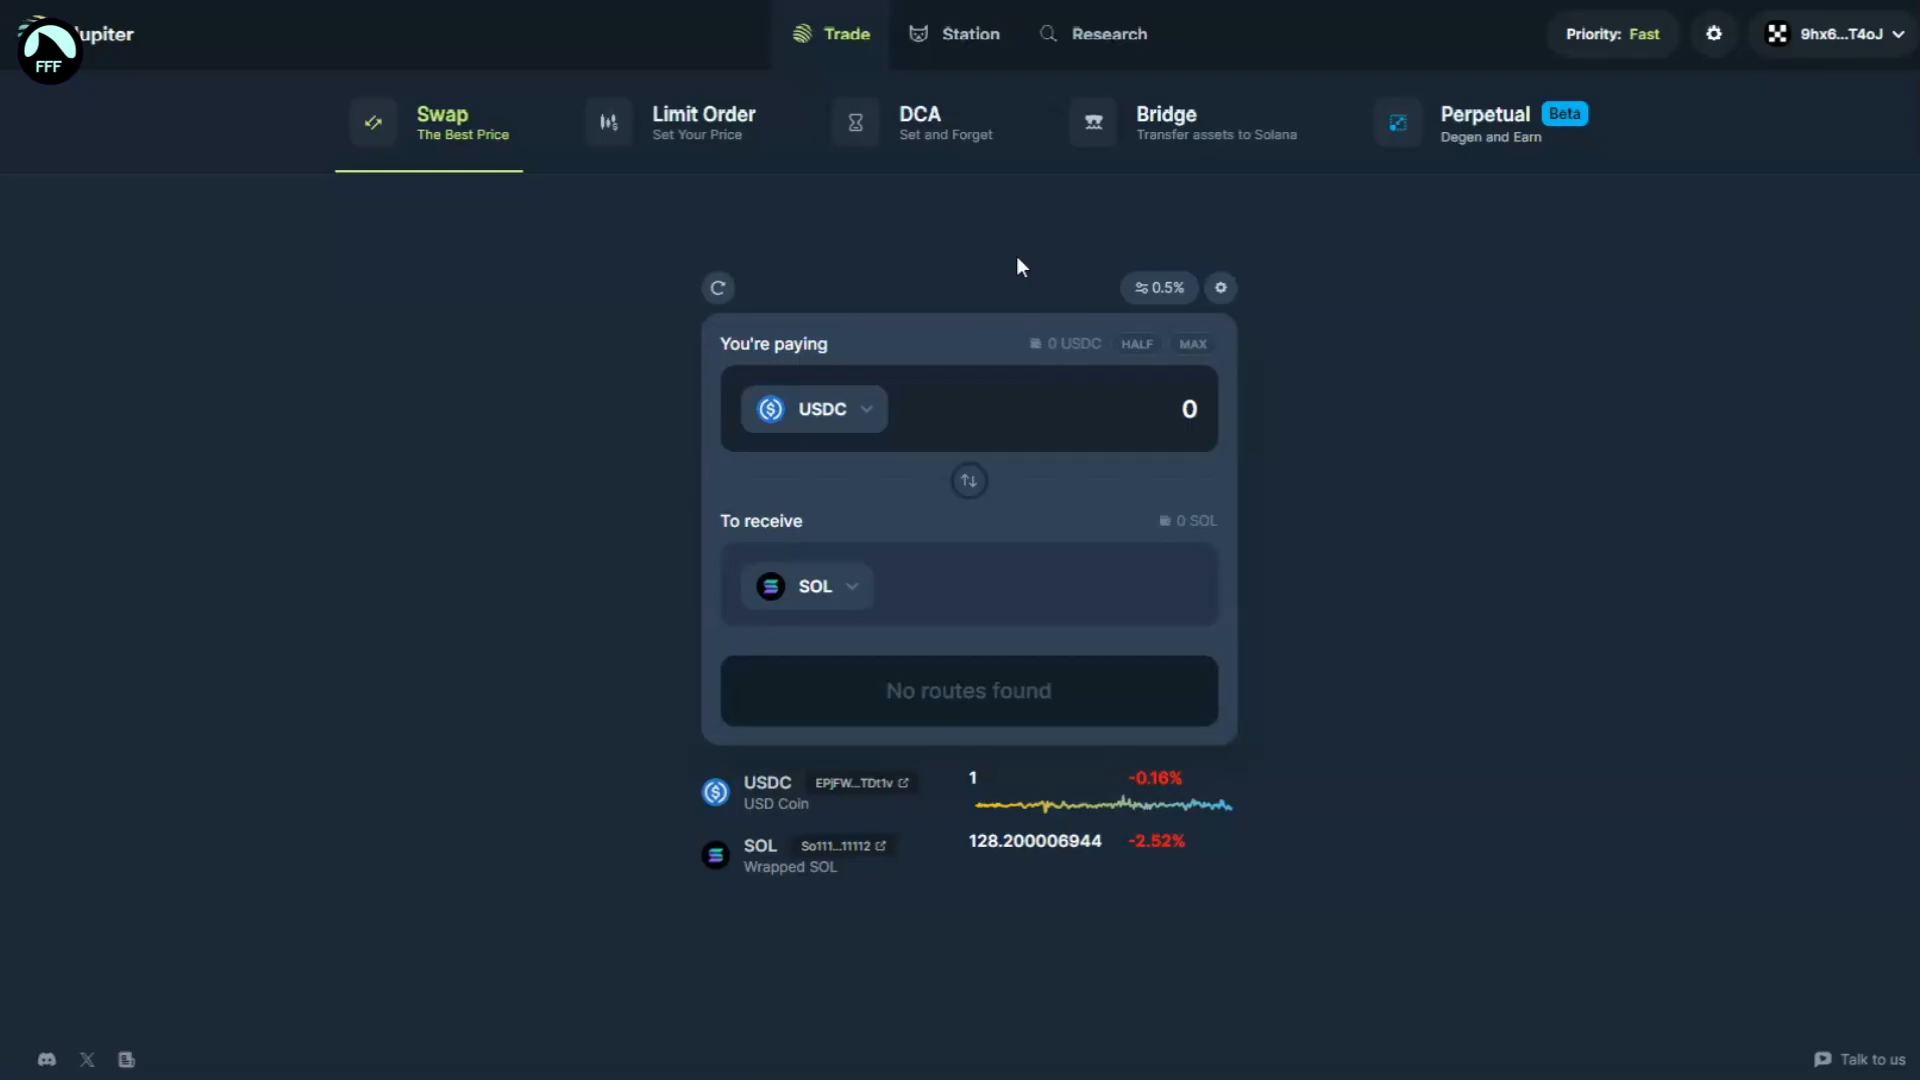 upiter
FFF
Trade
Station
Research
Priority: Fast
9hx6...T4oJ
Swap
The Best Price
Limit Order
Set Your Price
DCA
Set and Forget
Bridge
Transfer assets to Solana
Perpetual Beta
Degen and Earn
0.5%
You're paying
0 USDC HALF MAX
USDC
0
To receive
0 SOL
SOL
No routes found
USDC EPjFW...TDt1v
USD Coin
1 -0.16%
SOL So111...11112
Wrapped SOL
128.200006944 -2.52%
Talk to us